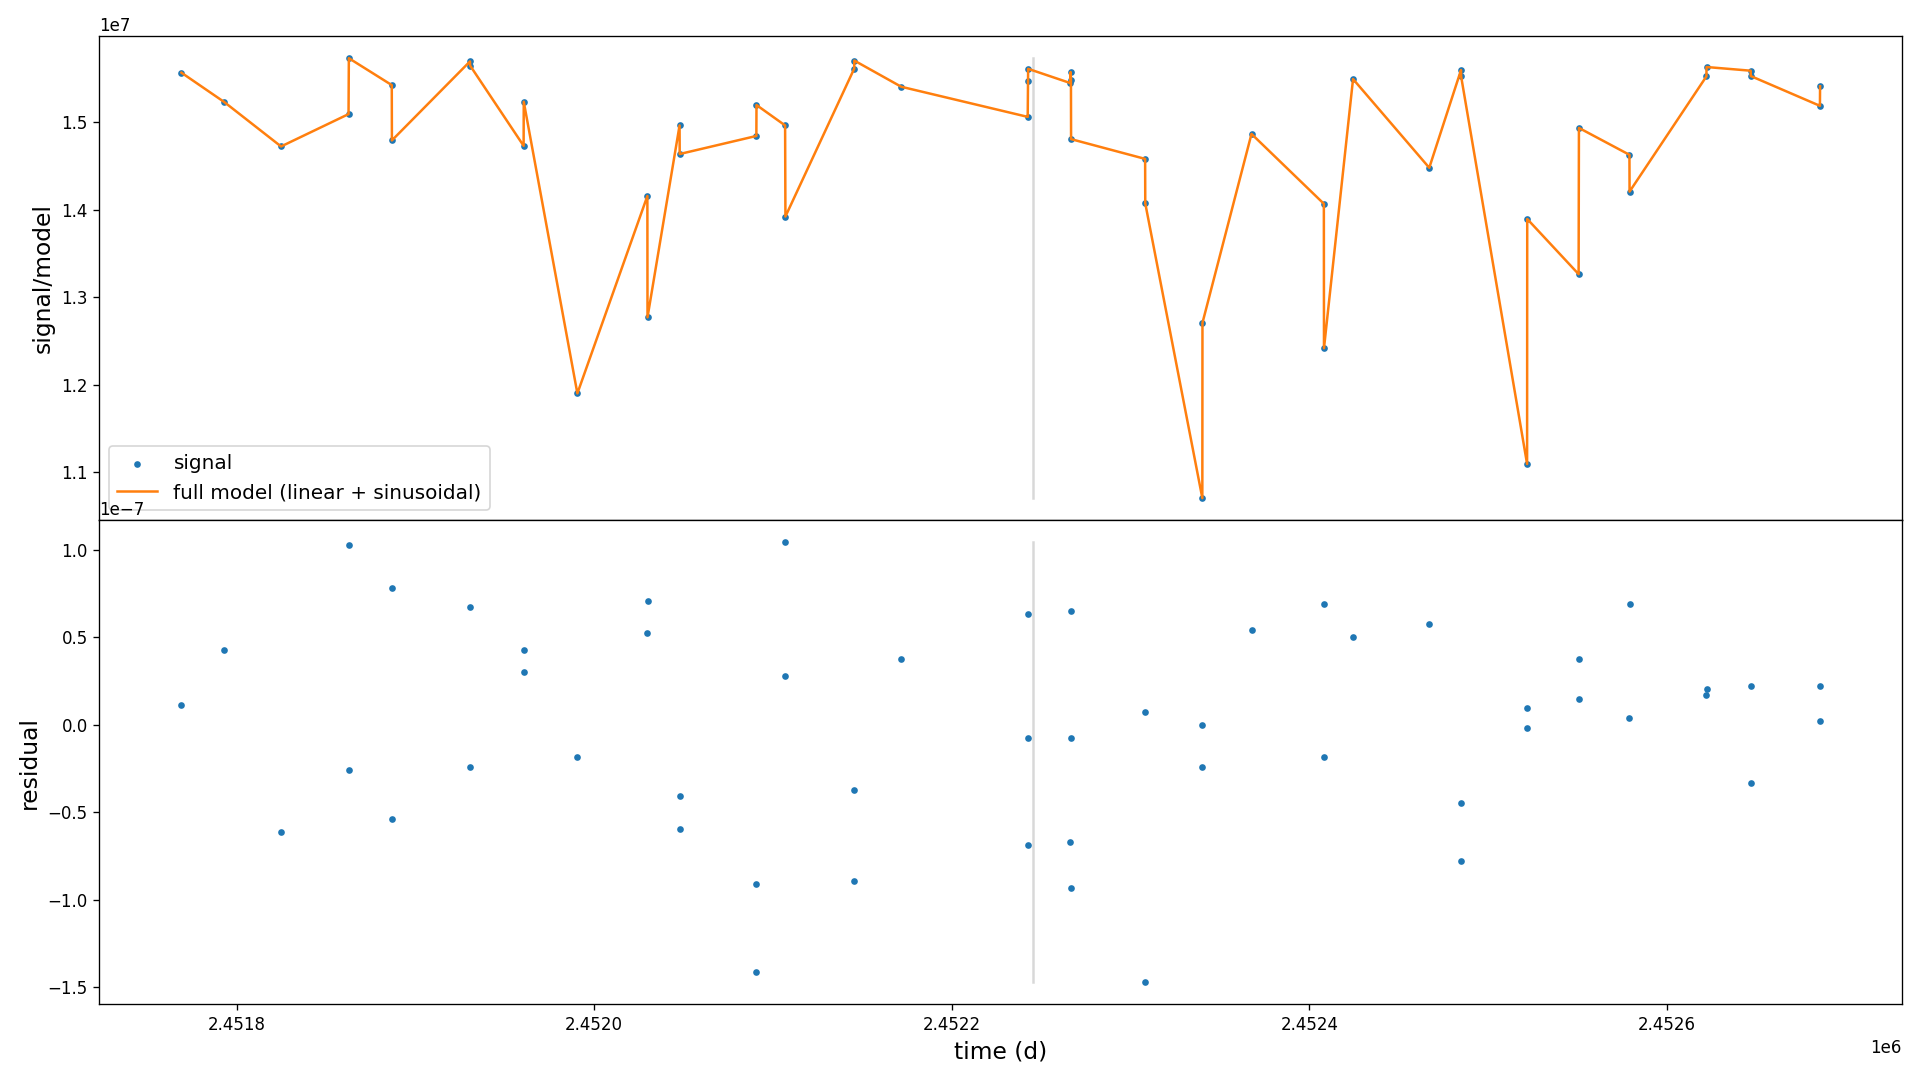 1e7
1.5
1.4
1.3
1.2
1.1
signal/model
signal
full model (linear + sinusoidal)
1e−7
1.0
0.5
0.0
−0.5
−1.0
−1.5
residual
2.4518 2.4520 2.4522 2.4524 2.4526
time (d)
1e6